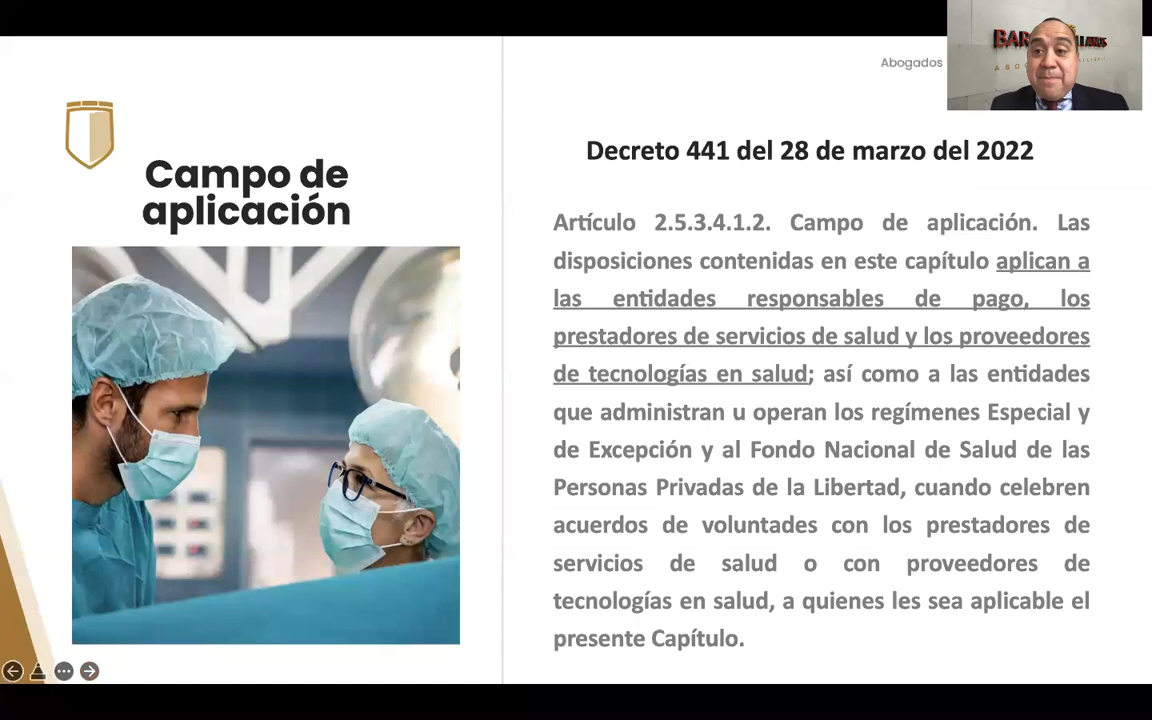 Abogados
Campo de
aplicación
Decreto 441 del 28 de marzo del 2022
Artículo 2.5.3.4.1.2. Campo de aplicación. Las
disposiciones contenidas en este capítulo aplican a
las entidades responsables de pago, los
prestadores de servicios de salud y los proveedores
de tecnologías en salud; así como a las entidades
que administran u operan los regímenes Especial y
de Excepción y al Fondo Nacional de Salud de las
Personas Privadas de la Libertad, cuando celebren
acuerdos de voluntades con los prestadores de
servicios de salud o con proveedores de
tecnologías en salud, a quienes les sea aplicable el
presente Capítulo.